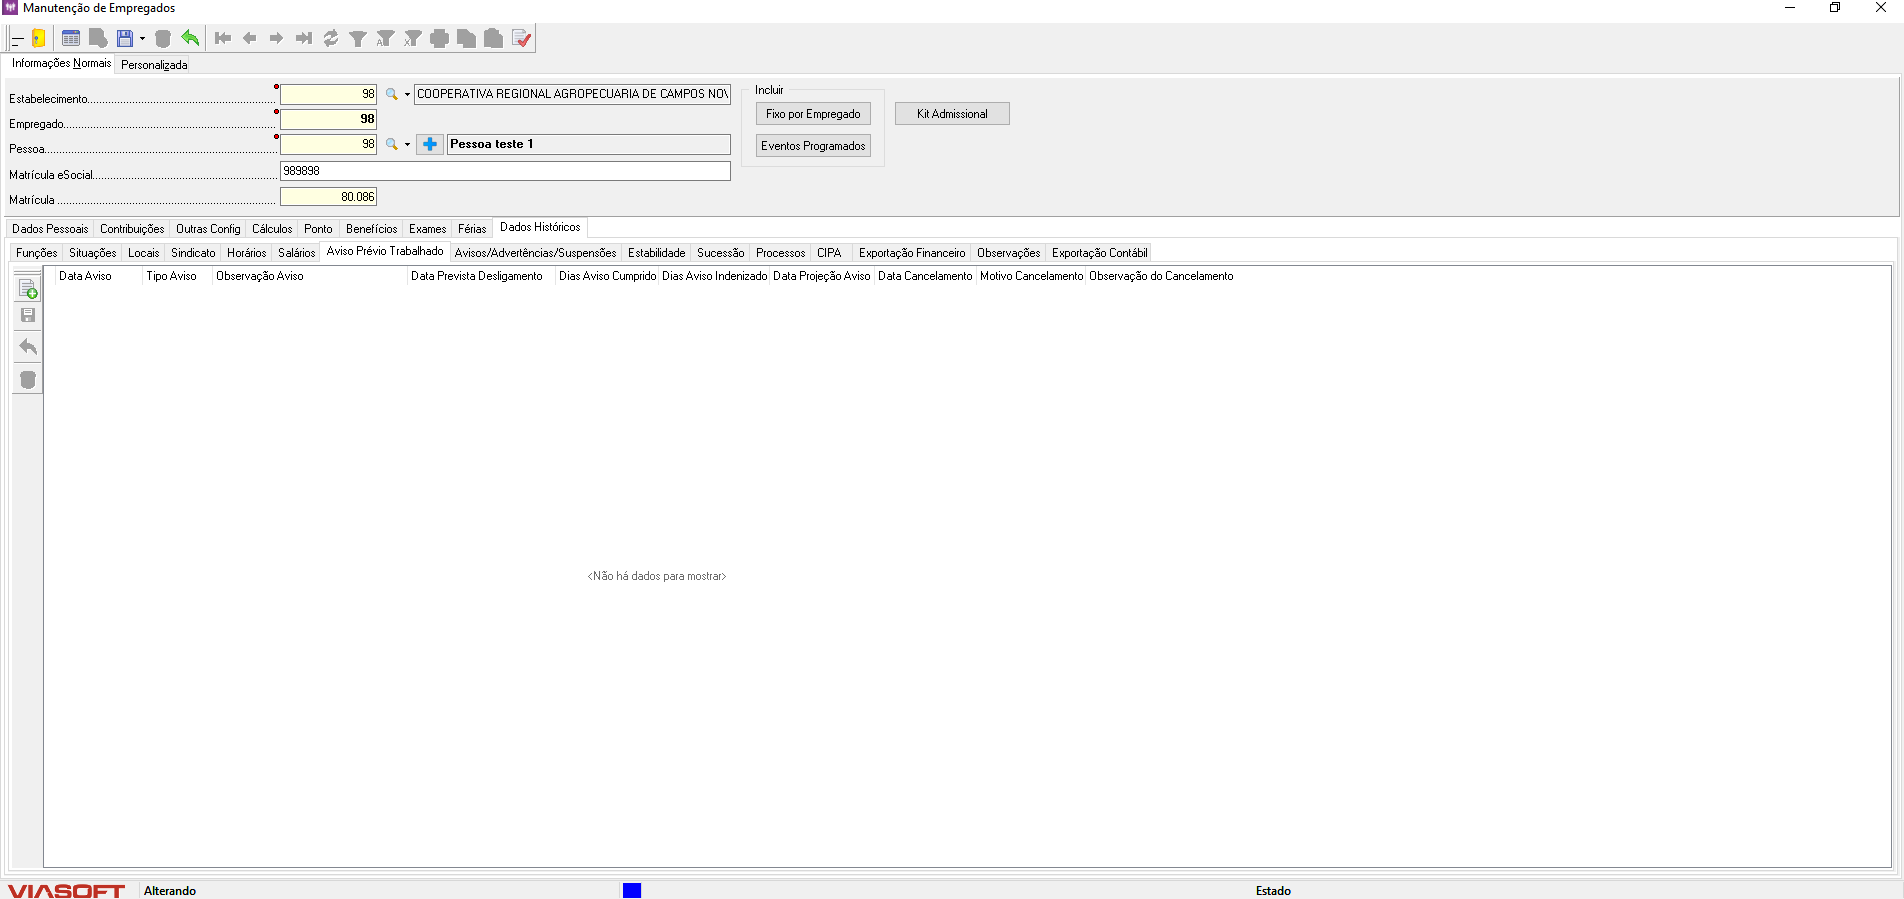 Manutenção de Empregados
Informações Normais Personalizada
Estabelecimento 98 COOPERATIVA REGIONAL AGROPECUARIA DE CAMPOS NOV
Empregado 98
Pessoa 98 Pessoa teste 1
Matrícula eSocial 989898
Matrícula 80.086
Incluir
Fixo por Empregado
Eventos Programados
Kit Admissional
Dados Pessoais Contribuições Outras Config Cálculos Ponto Benefícios Exames Férias Dados Históricos
Funções Situações Locais Sindicato Horários Salários Aviso Prévio Trabalhado Avisos/Advertências/Suspensões Estabilidade Sucessão Processos CIPA Exportação Financeiro Observações Exportação Contábil
Data Aviso Tipo Aviso Observação Aviso Data Prevista Desligamento Dias Aviso Cumprido Dias Aviso Indenizado Data Projeção Aviso Data Cancelamento Motivo Cancelamento Observação do Cancelamento
<Não há dados para mostrar>
VIASOFT Alterando Estado